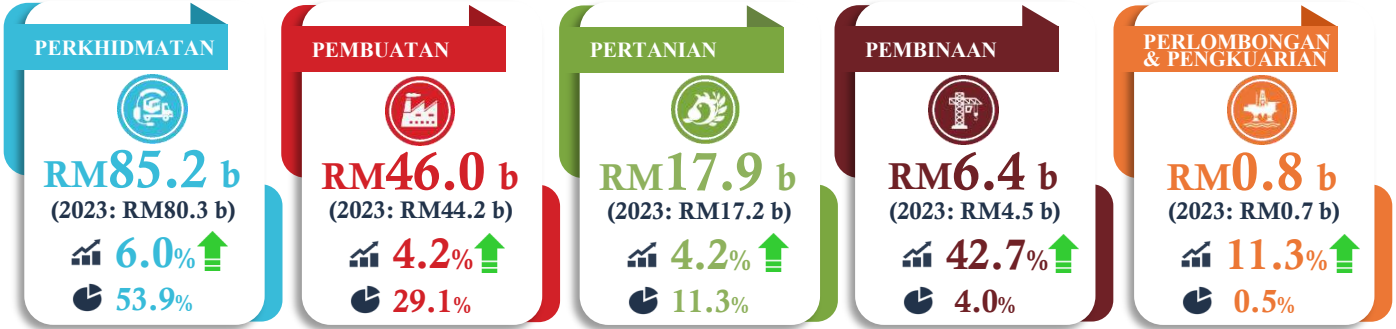 PERKHIDMATAN
RM85.2 b
(2023: RM80.3 b)
6.0%
53.9%
PEMBUATAN
RM46.0 b
(2023: RM44.2 b)
4.2%
29.1%
PERTANIAN
RM17.9 b
(2023: RM17.2 b)
4.2%
11.3%
PEMBINAAN
RM6.4 b
(2023: RM4.5 b)
42.7%
4.0%
PERLOMBONGAN
& PENGKUARIAN
RM0.8 b
(2023: RM0.7 b)
11.3%
0.5%